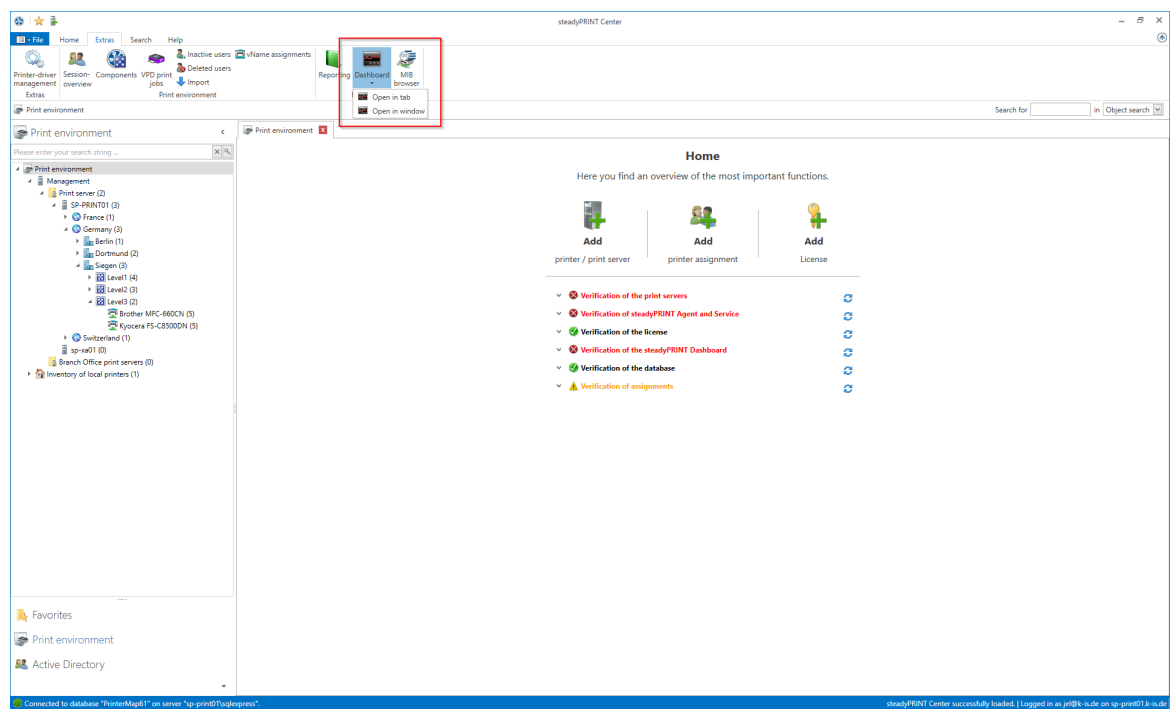 steadyPRINT Center
File Home Extras Search Help
Printer-driver management
Session-overview
Components
VPD print jobs
Inactive users
Deleted users
Import
vName assignments
Reporting
Dashboard
MIB browser
Extras
Print environment
Open in tab
Open in window
Print environment
Search for in Object search
Print environment
Print environment
Please enter your search string ...
Print environment
Management
Print server (2)
SP-PRINT01 (3)
France (1)
Germany (3)
Berlin (1)
Dortmund (2)
Siegen (3)
Level1 (4)
Level2 (3)
Level3 (2)
Brother MFC-660CN (5)
Kyocera FS-C8500DN (5)
Switzerland (1)
sp-xa01 (0)
Branch Office print servers (0)
Inventory of local printers (1)
Home
Here you find an overview of the most important functions.
Add
printer / print server
Add
printer assignment
Add
License
Verification of the print servers
Verification of steadyPRINT Agent and Service
Verification of the license
Verification of the steadyPRINT Dashboard
Verification of the database
Verification of assignments
Favorites
Print environment
Active Directory
Connected to database "PrinterMap61" on server "sp-print01\sqlexpress".
steadyPRINT Center successfully loaded. | Logged in as jel@k-is.de on sp-print01.k-is.de